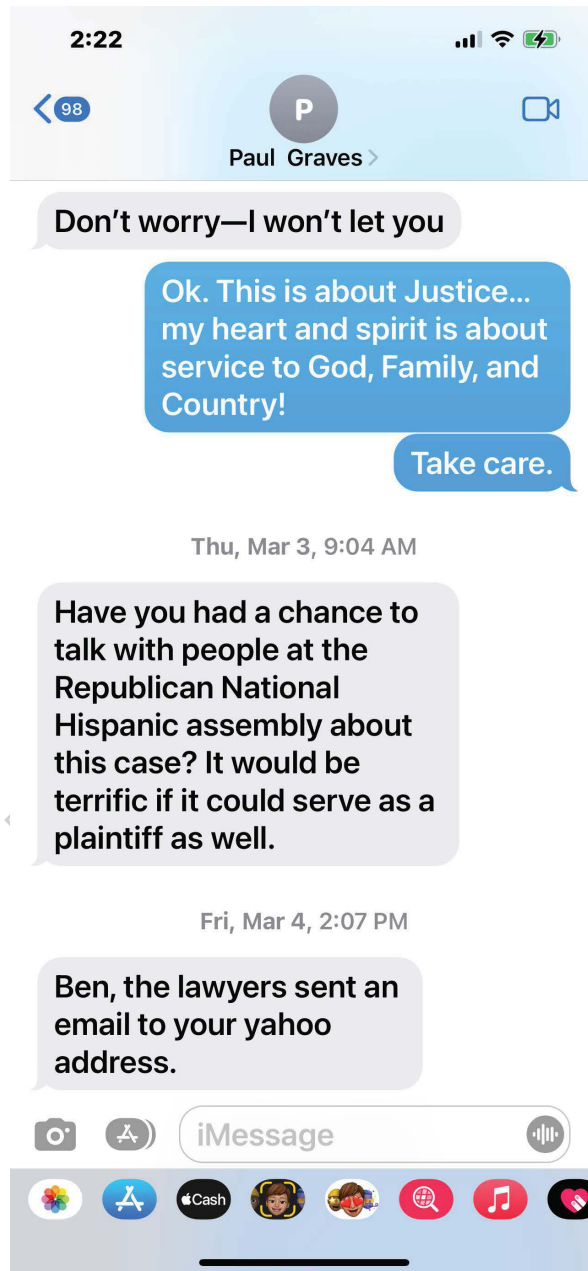 2:22
98
P
Paul Graves
Don’t worry—I won’t let you
Ok. This is about Justice...
my heart and spirit is about
service to God, Family, and
Country!
Take care.
Thu, Mar 3, 9:04 AM
Have you had a chance to
talk with people at the
Republican National
Hispanic assembly about
this case? It would be
terrific if it could serve as a
plaintiff as well.
Fri, Mar 4, 2:07 PM
Ben, the lawyers sent an
email to your yahoo
address.
iMessage
Cash